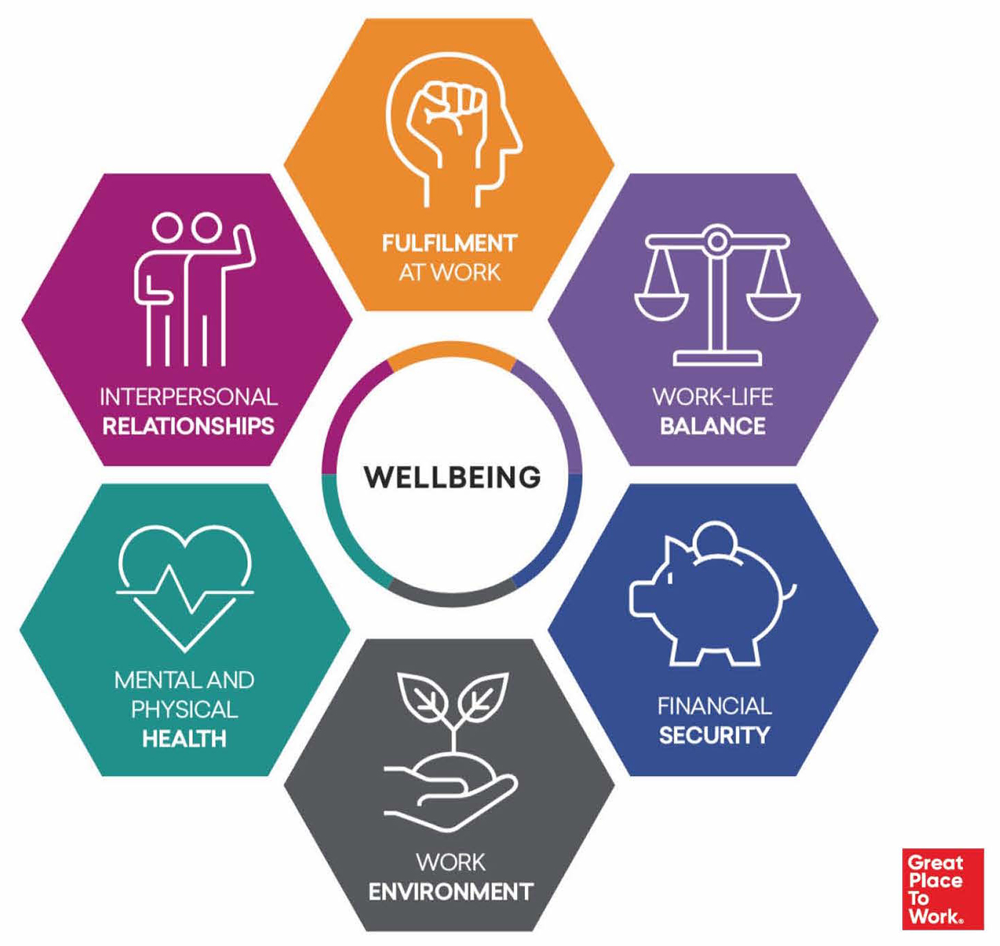 FULFILMENT
AT WORK
WORK-LIFE
BALANCE
FINANCIAL
SECURITY
WORK
ENVIRONMENT
MENTAL AND
PHYSICAL
HEALTH
INTERPERSONAL
RELATIONSHIPS
WELLBEING
Great
Place
To
Work®